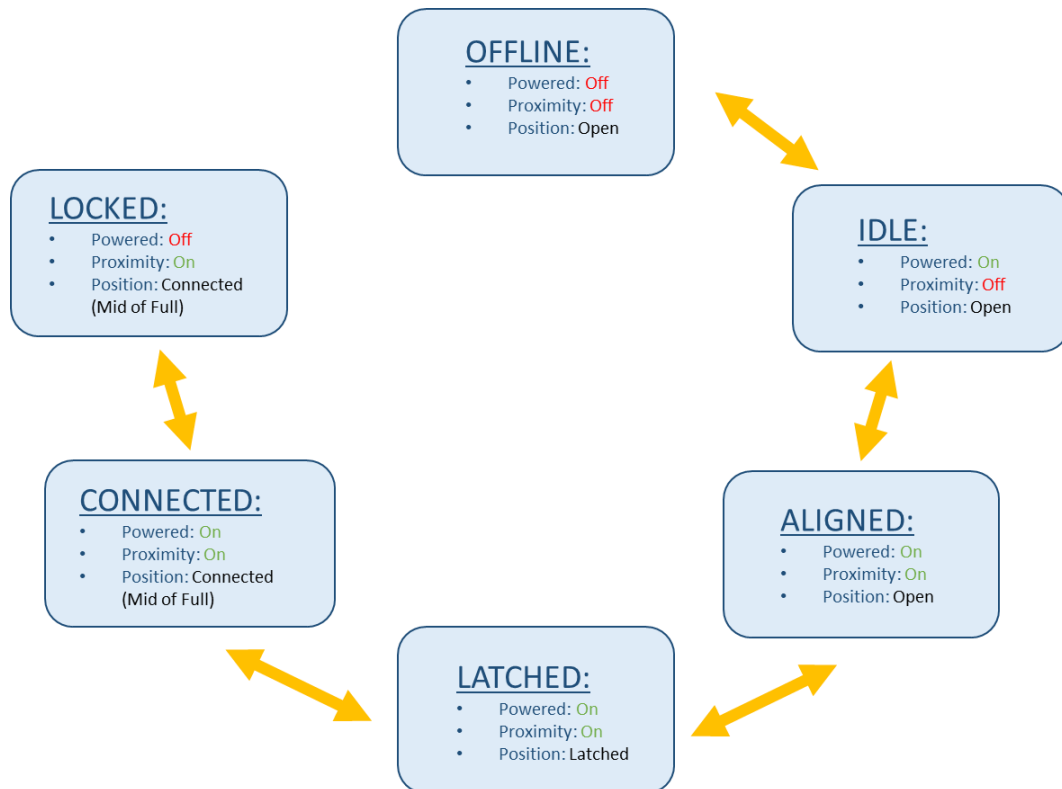 OFFLINE:
• Powered: Off
• Proximity: Off
• Position: Open
LOCKED:
• Powered: Off
• Proximity: On
• Position: Connected
(Mid of Full)
IDLE:
• Powered: On
• Proximity: Off
• Position: Open
CONNECTED:
• Powered: On
• Proximity: On
• Position: Connected
(Mid of Full)
ALIGNED:
• Powered: On
• Proximity: On
• Position: Open
LATCHED:
• Powered: On
• Proximity: On
• Position: Latched